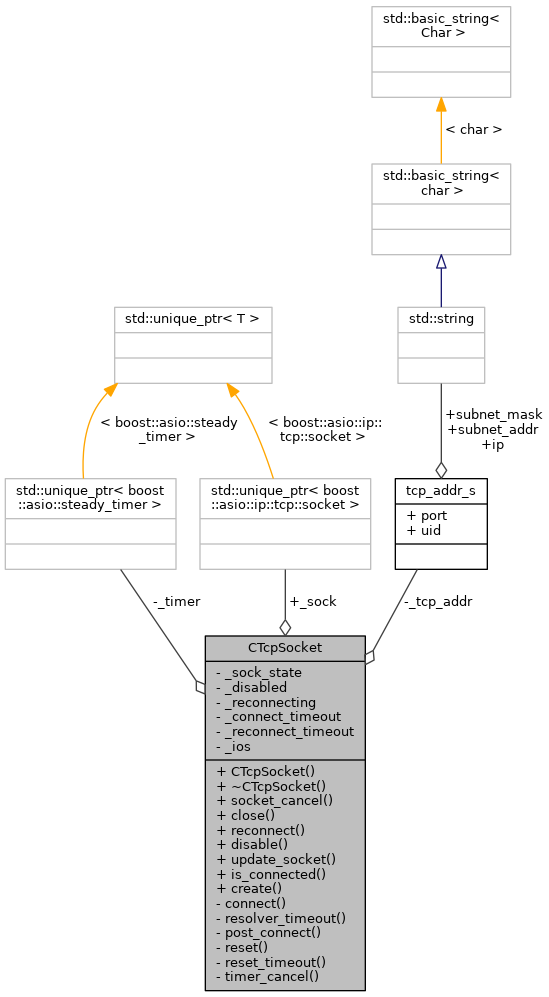 std::basic_string<
Char >
< char >
std::basic_string<
char >
std::unique_ptr< T >
std::string
< boost::asio::steady
_timer >
< boost::asio::ip::
tcp::socket >
+subnet_mask
+subnet_addr
+ip
std::unique_ptr< boost
::asio::steady_timer >
std::unique_ptr< boost
::asio::ip::tcp::socket >
tcp_addr_s
+ port
+ uid
-_timer
+_sock
-_tcp_addr
CTcpSocket
- _sock_state
- _disabled
- _reconnecting
- _connect_timeout
- _reconnect_timeout
- _ios
+ CTcpSocket()
+ ~CTcpSocket()
+ socket_cancel()
+ close()
+ reconnect()
+ disable()
+ update_socket()
+ is_connected()
+ create()
- connect()
- resolver_timeout()
- post_connect()
- reset()
- reset_timeout()
- timer_cancel()